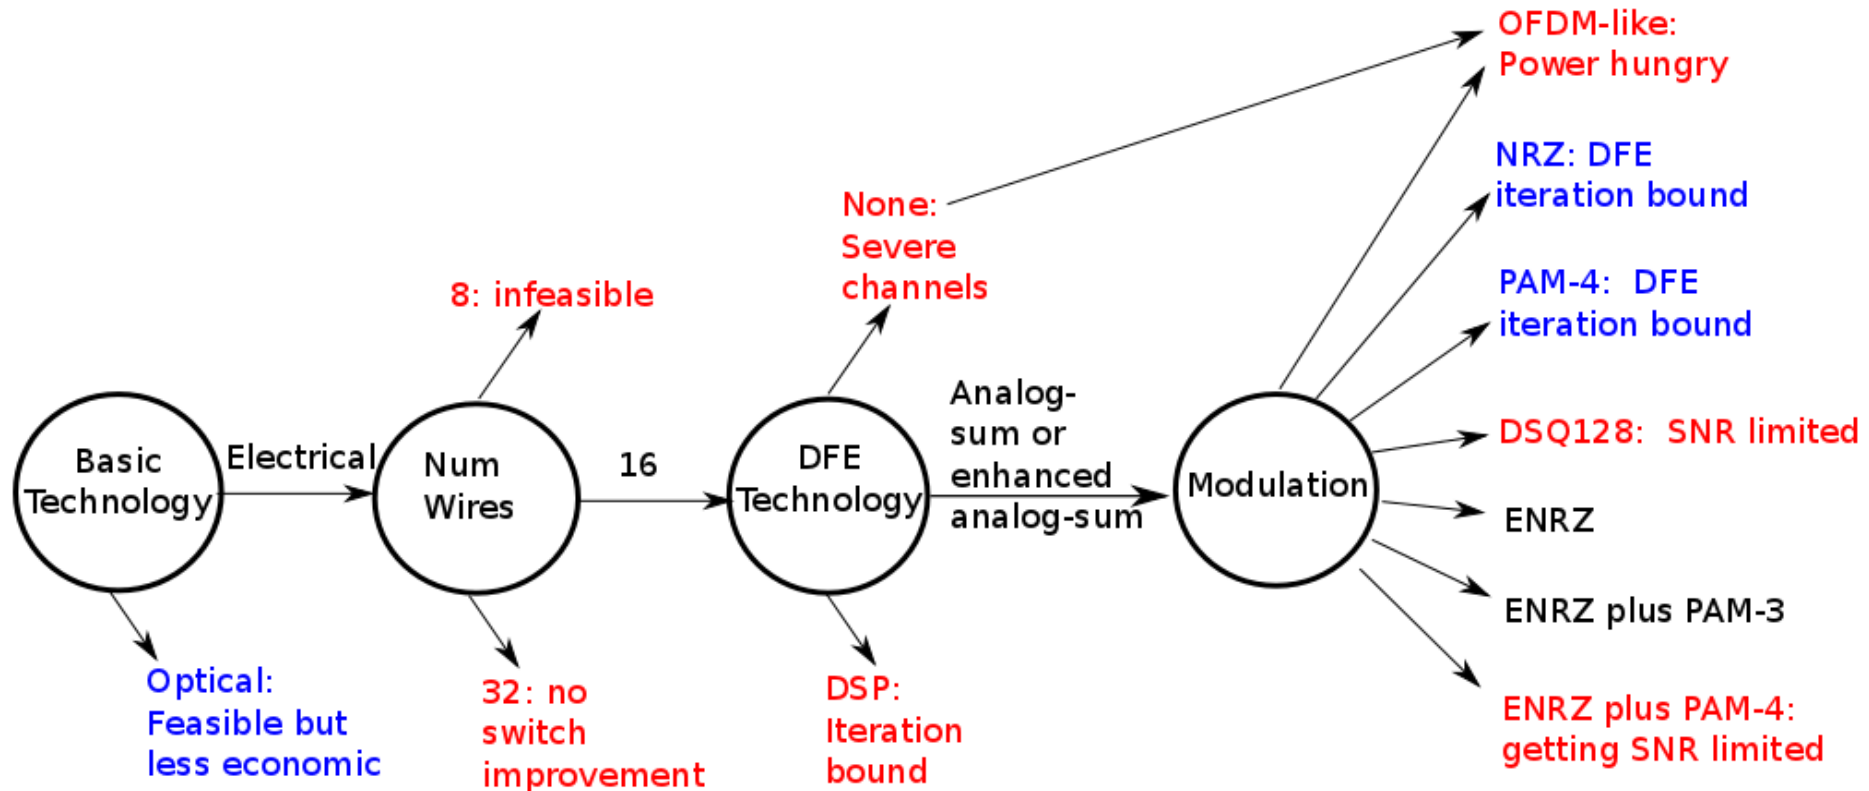 OFDM-like:
Power hungry
NRZ: DFE
iteration bound
None:
Severe
channels
8: infeasible
PAM-4:  DFE
iteration bound
Analog-
sum or
enhanced
analog-sum
DSQ128:  SNR limited
Basic
Technology
Electrical
Num
Wires
16
DFE
Technology
Modulation
ENRZ
ENRZ plus PAM-3
Optical:
Feasible but
less economic
32: no
switch
improvement
DSP:
Iteration
bound
ENRZ plus PAM-4:
getting SNR limited